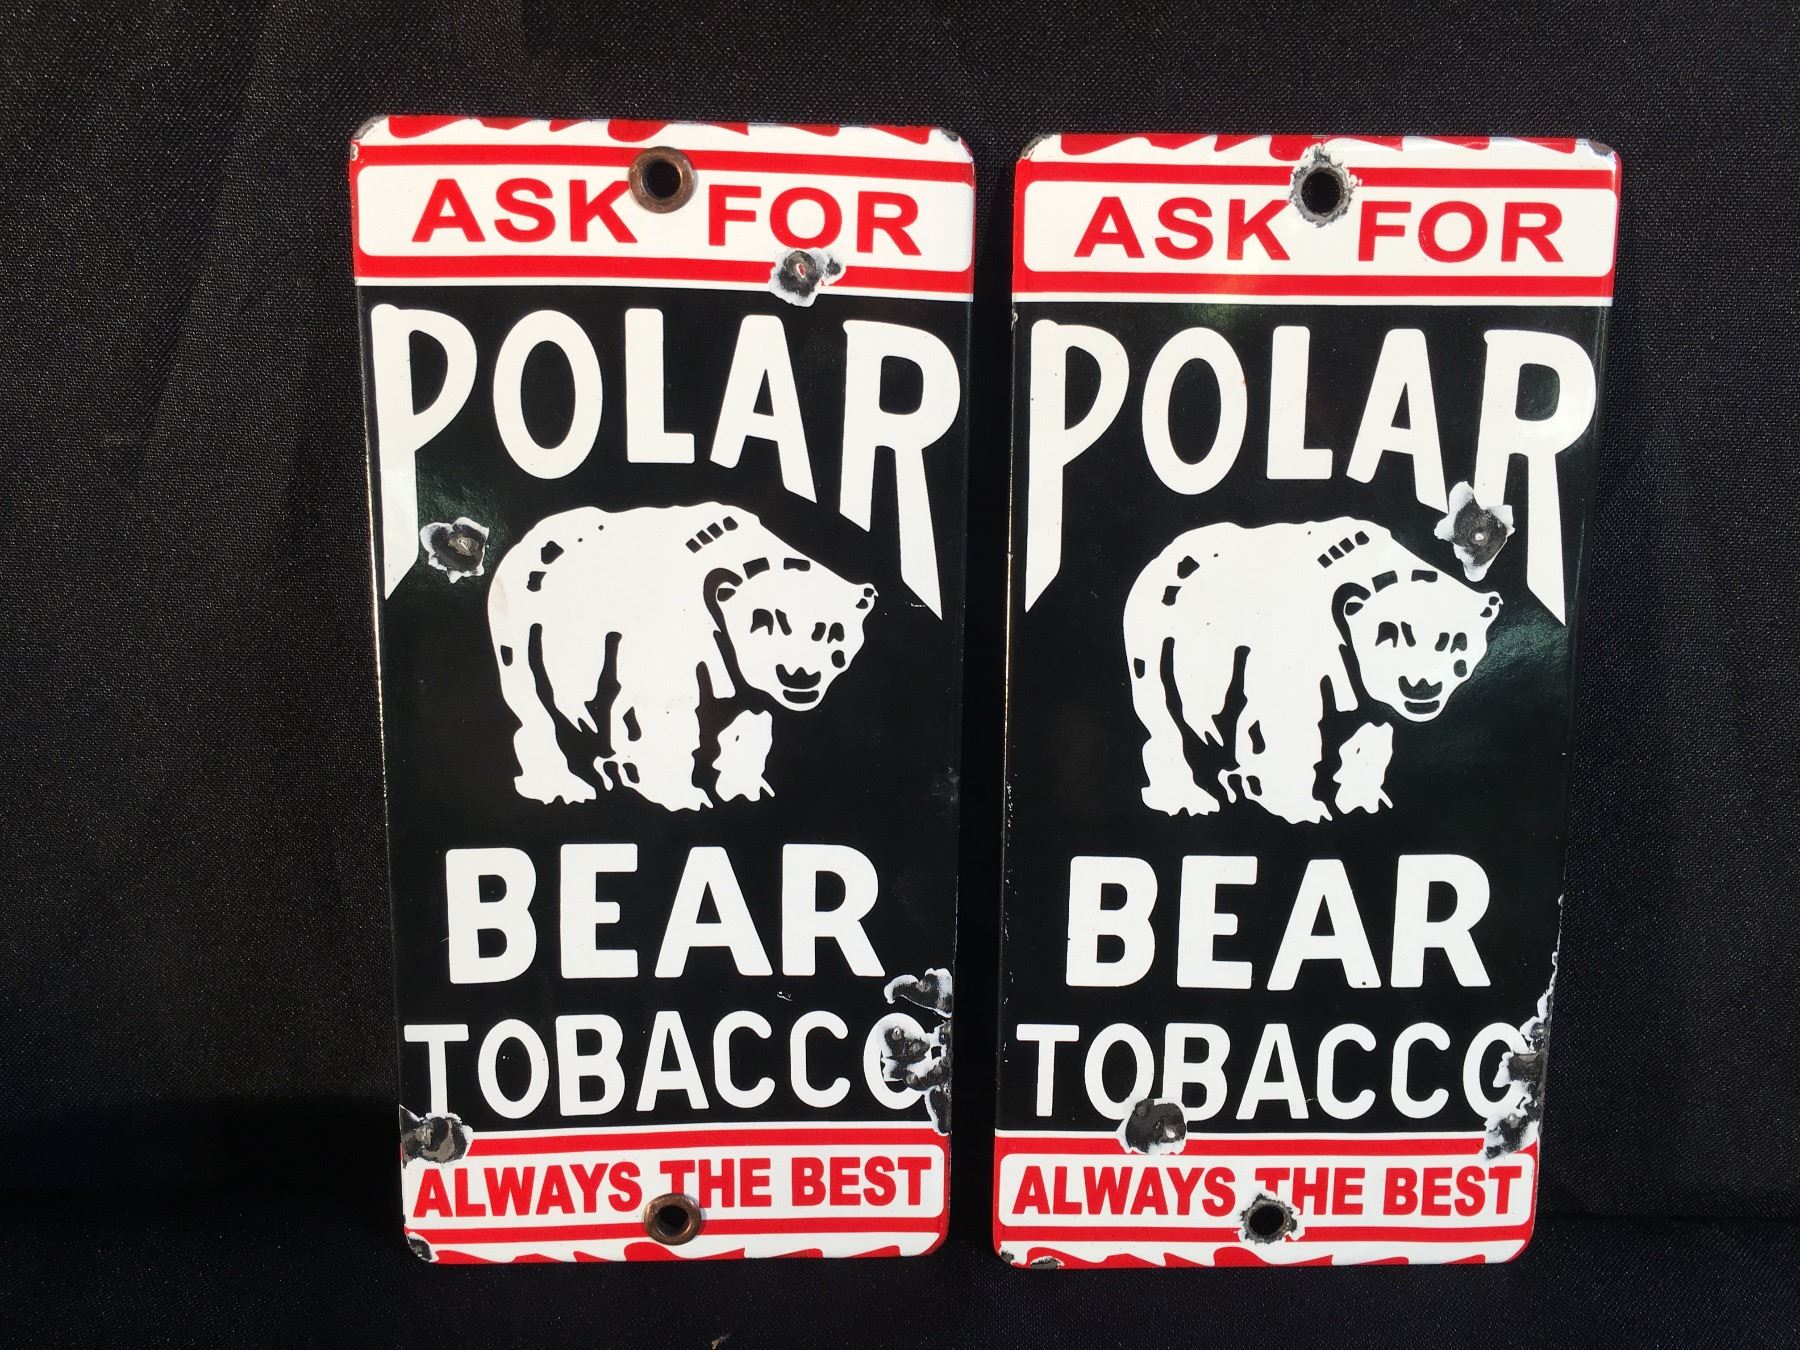 ASK FOR
POLAR
BEAR
TOBACCO
ALWAYS THE BEST
ASK FOR
POLAR
BEAR
TOBACCO
ALWAYS THE BEST